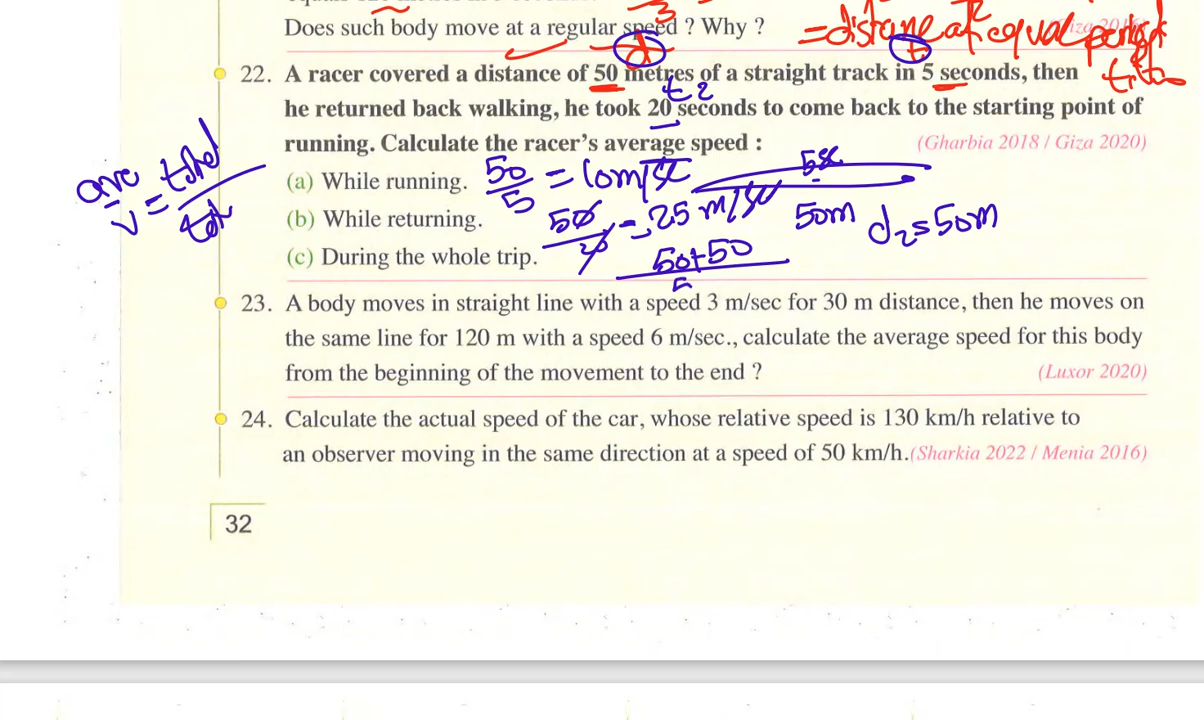 Does such body move at a regular speed ? Why ?
= distane at equal period
22. A racer covered a distance of 50 metres of a straight track in 5 seconds, then
d
t
he returned back walking, he took 20 seconds to come back to the starting point of
t2
running. Calculate the racer's average speed :
(Gharbia 2018 / Giza 2020)
(a) While running. 50/5 = 10 m/sec
(b) While returning. 50/20 = 2.5 m/sec
50m d2 = 50m
(c) During the whole trip. 50+50
5
23. A body moves in straight line with a speed 3 m/sec for 30 m distance, then he moves on
the same line for 120 m with a speed 6 m/sec., calculate the average speed for this body
from the beginning of the movement to the end ?
(Luxor 2020)
24. Calculate the actual speed of the car, whose relative speed is 130 km/h relative to
an observer moving in the same direction at a speed of 50 km/h. (Sharkia 2022 / Menia 2016)
32